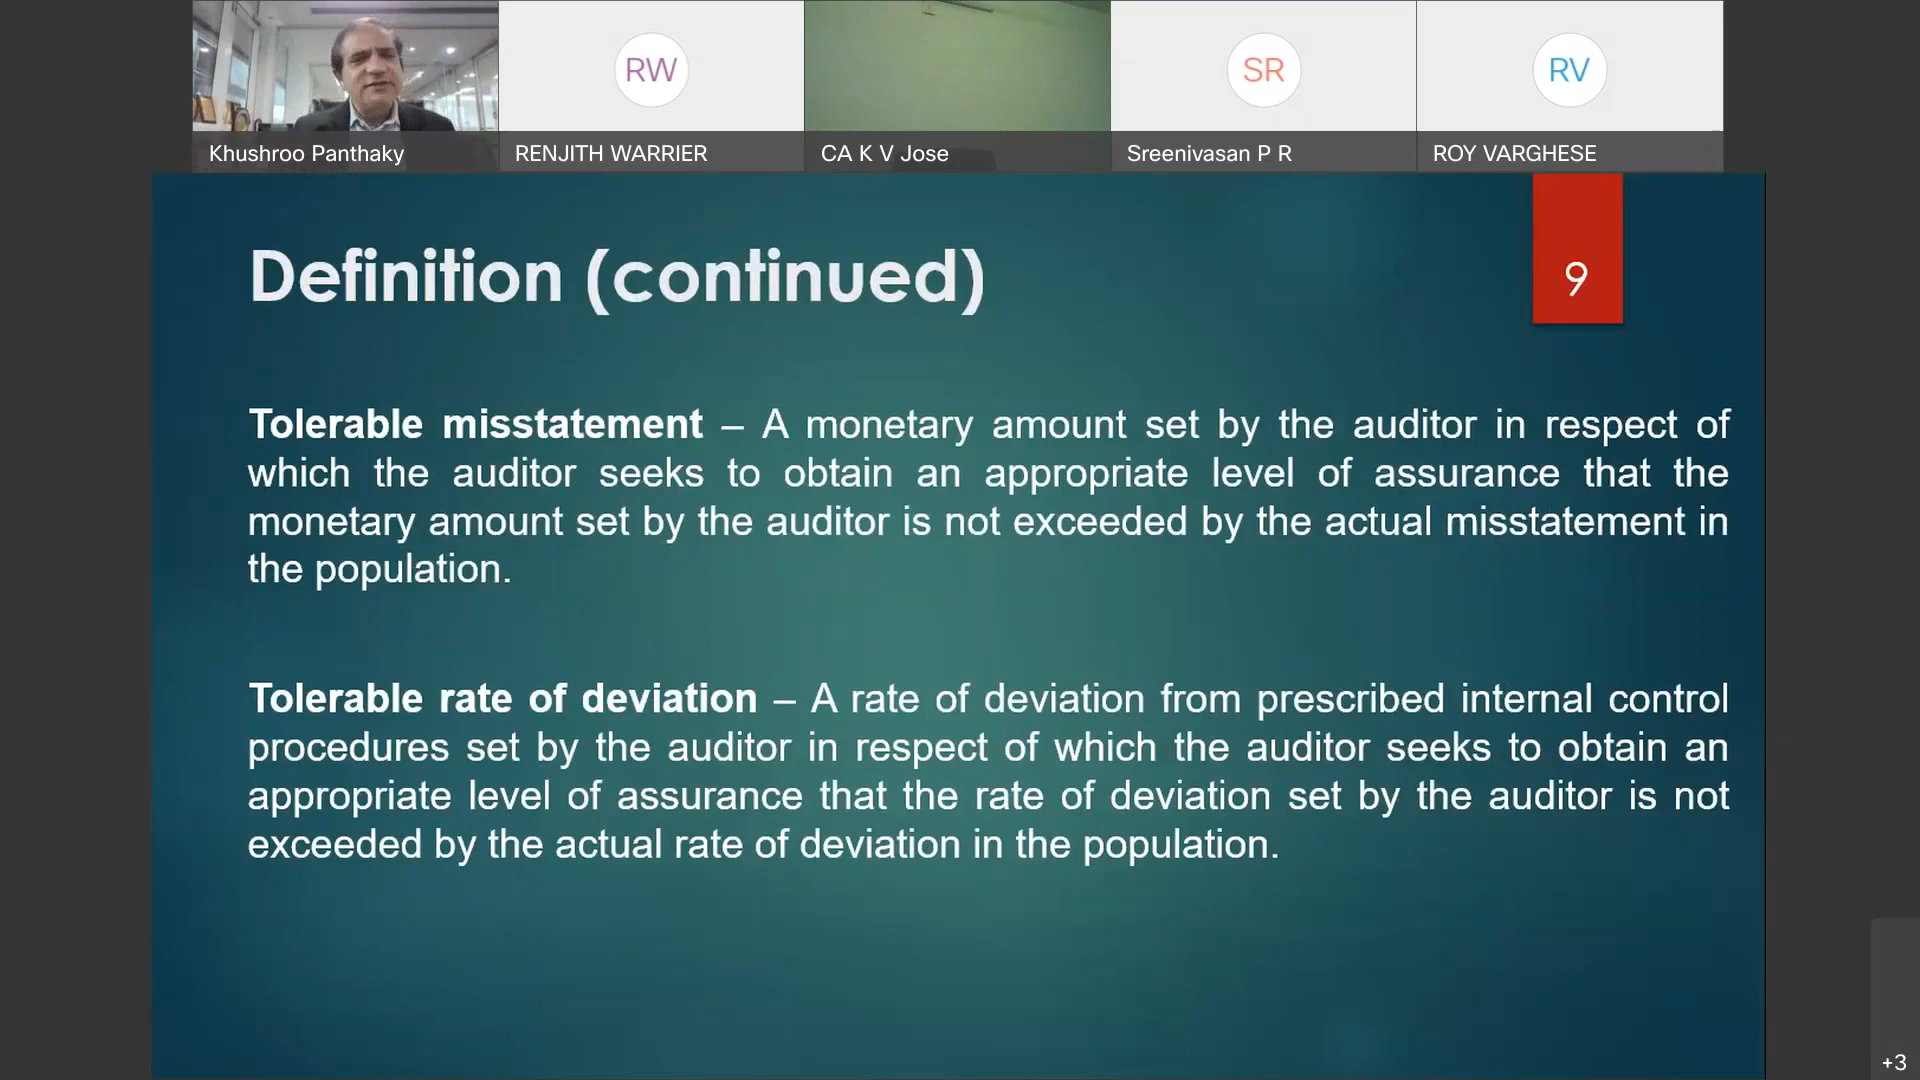 RW
SR
RV
Khushroo Panthaky
RENJITH WARRIER
CA K V Jose
Sreenivasan P R
ROY VARGHESE
Definition (continued)
9
Tolerable misstatement – A monetary amount set by the auditor in respect of
which the auditor seeks to obtain an appropriate level of assurance that the
monetary amount set by the auditor is not exceeded by the actual misstatement in
the population.
Tolerable rate of deviation – A rate of deviation from prescribed internal control
procedures set by the auditor in respect of which the auditor seeks to obtain an
appropriate level of assurance that the rate of deviation set by the auditor is not
exceeded by the actual rate of deviation in the population.
+3